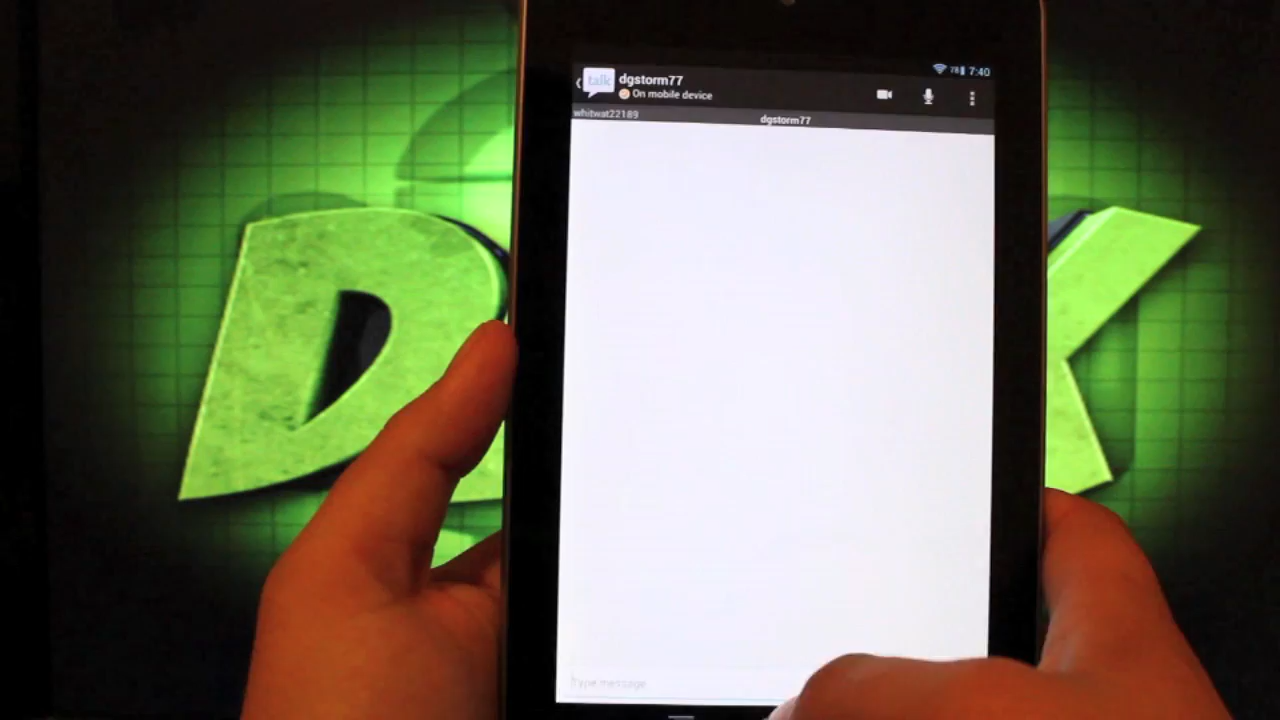 7:40
talk
dgstorm77
On mobile device
whitwat22189
dgstorm77
Type message
D